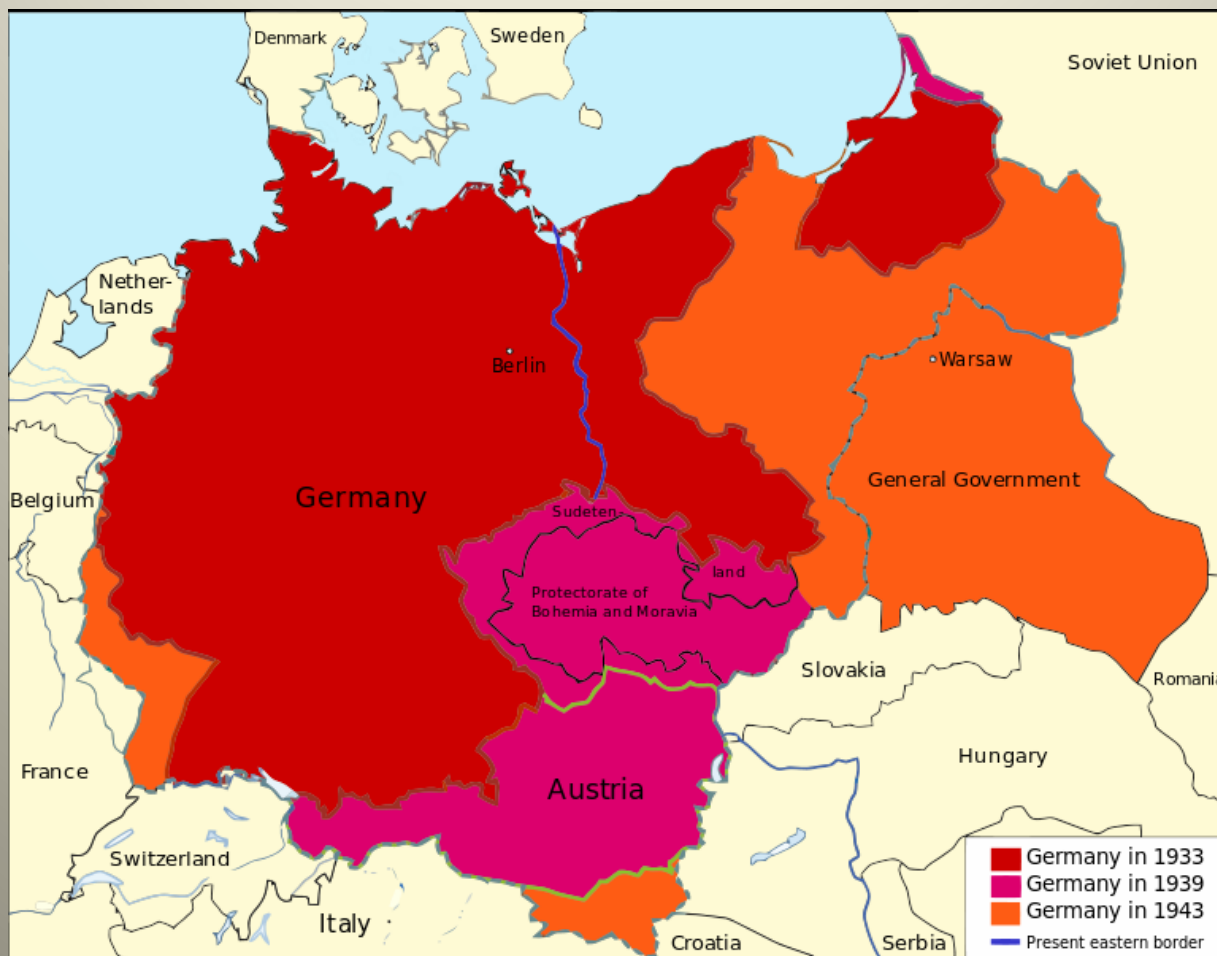 Denmark
Sweden
Soviet Union
Nether-
lands
Berlin
Warsaw
Belgium
Germany
General Government
Sudeten-
land
Protectorate of
Bohemia and Moravia
Slovakia
Romania
France
Austria
Hungary
Switzerland
Italy
Croatia
Serbia
Germany in 1933
Germany in 1939
Germany in 1943
Present eastern border